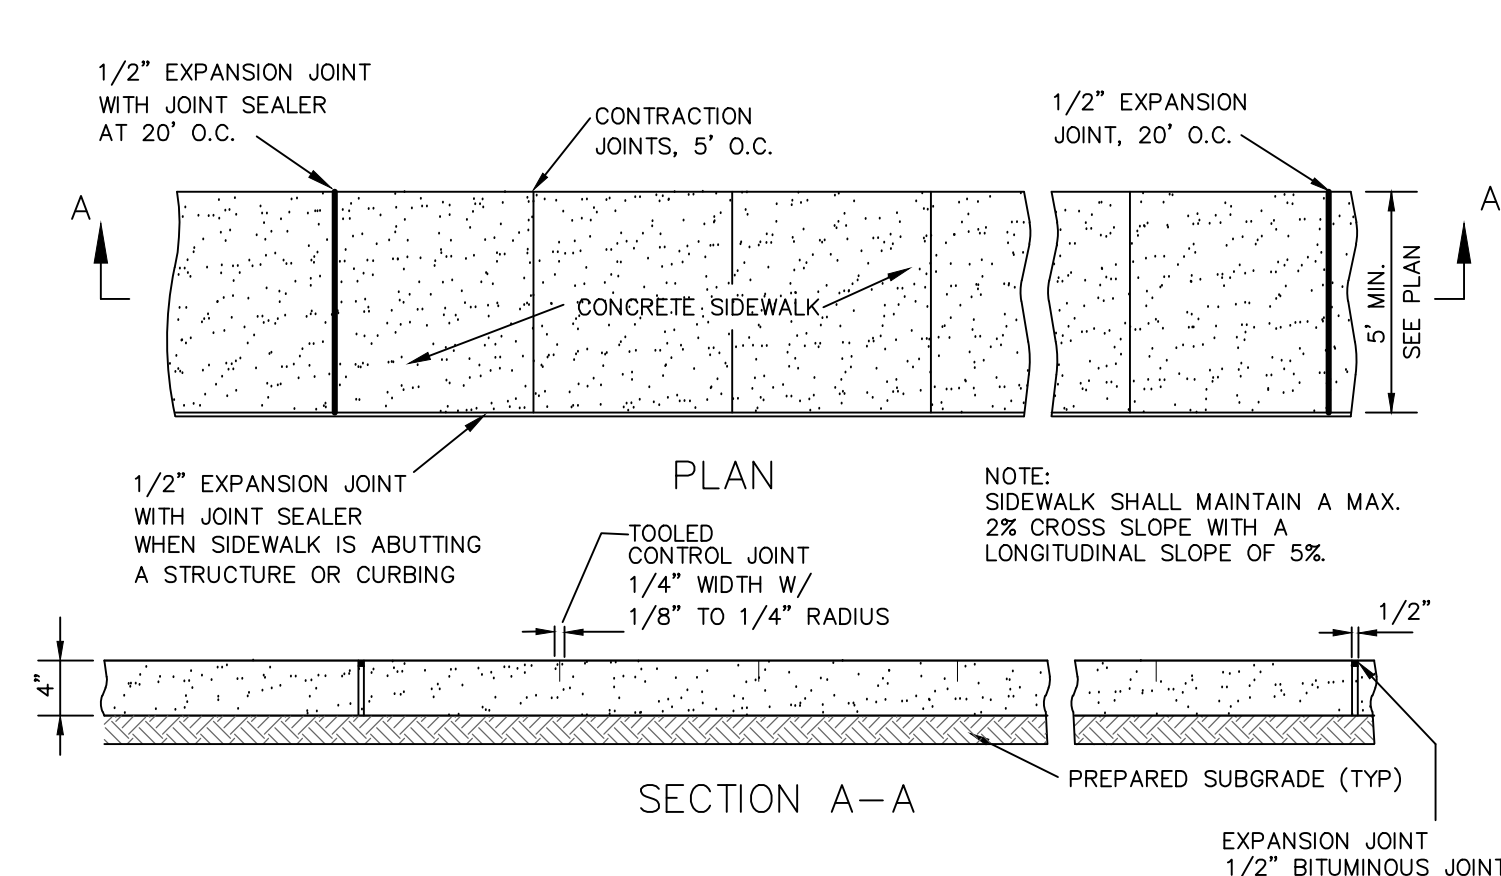 1/2" EXPANSION JOINT
WITH JOINT SEALER
AT 20' O.C.
CONTRACTION
JOINTS, 5' O.C.
1/2" EXPANSION
JOINT, 20' O.C.
A
A
CONCRETE SIDEWALK
5' MIN.
SEE PLAN
1/2" EXPANSION JOINT
WITH JOINT SEALER
WHEN SIDEWALK IS ABUTTING
A STRUCTURE OR CURBING
PLAN
NOTE:
SIDEWALK SHALL MAINTAIN A MAX.
2% CROSS SLOPE WITH A
LONGITUDINAL SLOPE OF 5%.
TOOLED
CONTROL JOINT
1/4" WIDTH W/
1/8" TO 1/4" RADIUS
1/2"
4"
PREPARED SUBGRADE (TYP)
SECTION A-A
EXPANSION JOINT
1/2" BITUMINOUS JOINT